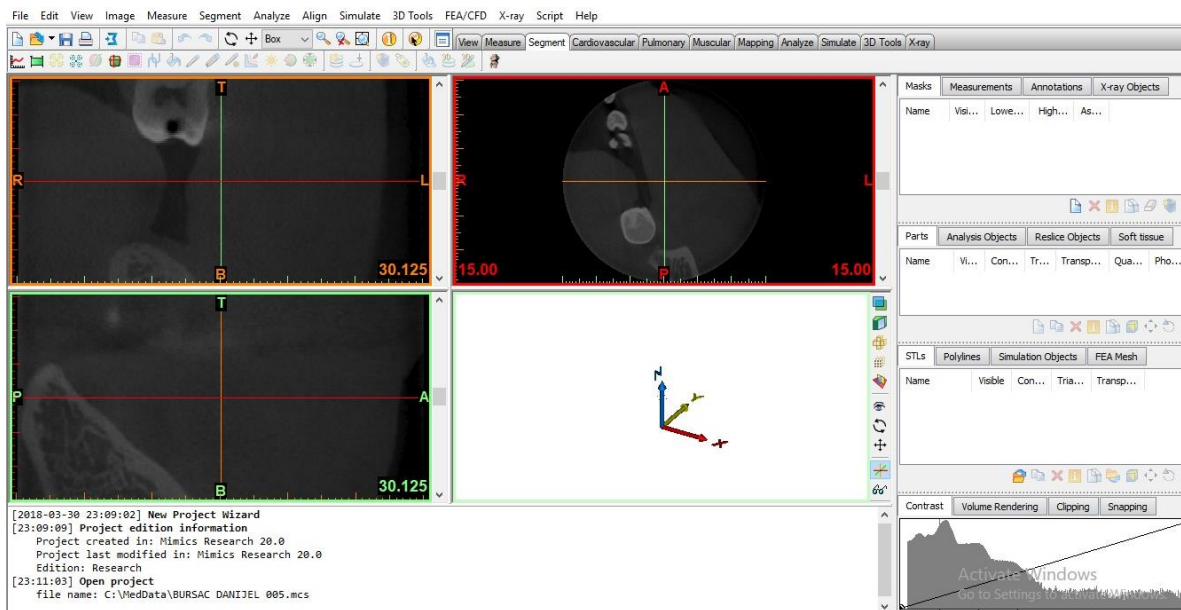 File Edit View Image Measure Segment Analyze Align Simulate 3D Tools FEA/CFD X-ray Script Help
Box View Measure Segment Cardiovascular Pulmonary Muscular Mapping Analyze Simulate 3D Tools X-ray
T
R L
B
30.125
A
R L
P
15.00 15.00
T
P A
B
30.125
Z
Y
X
Masks Measurements Annotations X-ray Objects
Name Visi... Lowe... High... As...
Parts Analysis Objects Reslice Objects Soft tissue
Name Vi... Con... Tr... Transp... Qua... Pho...
STLs Polylines Simulation Objects FEA Mesh
Name Visible Con... Tria... Transp...
Contrast Volume Rendering Clipping Snapping
Activate Windows
Go to Settings to activate Windows.
[2018-03-30 23:09:02] New Project Wizard
[23:09:09] Project edition information
Project created in: Mimics Research 20.0
Project last modified in: Mimics Research 20.0
Edition: Research
[23:11:03] Open project
file name: C:\MedData\BURSAC DANIJEL 005.mcs